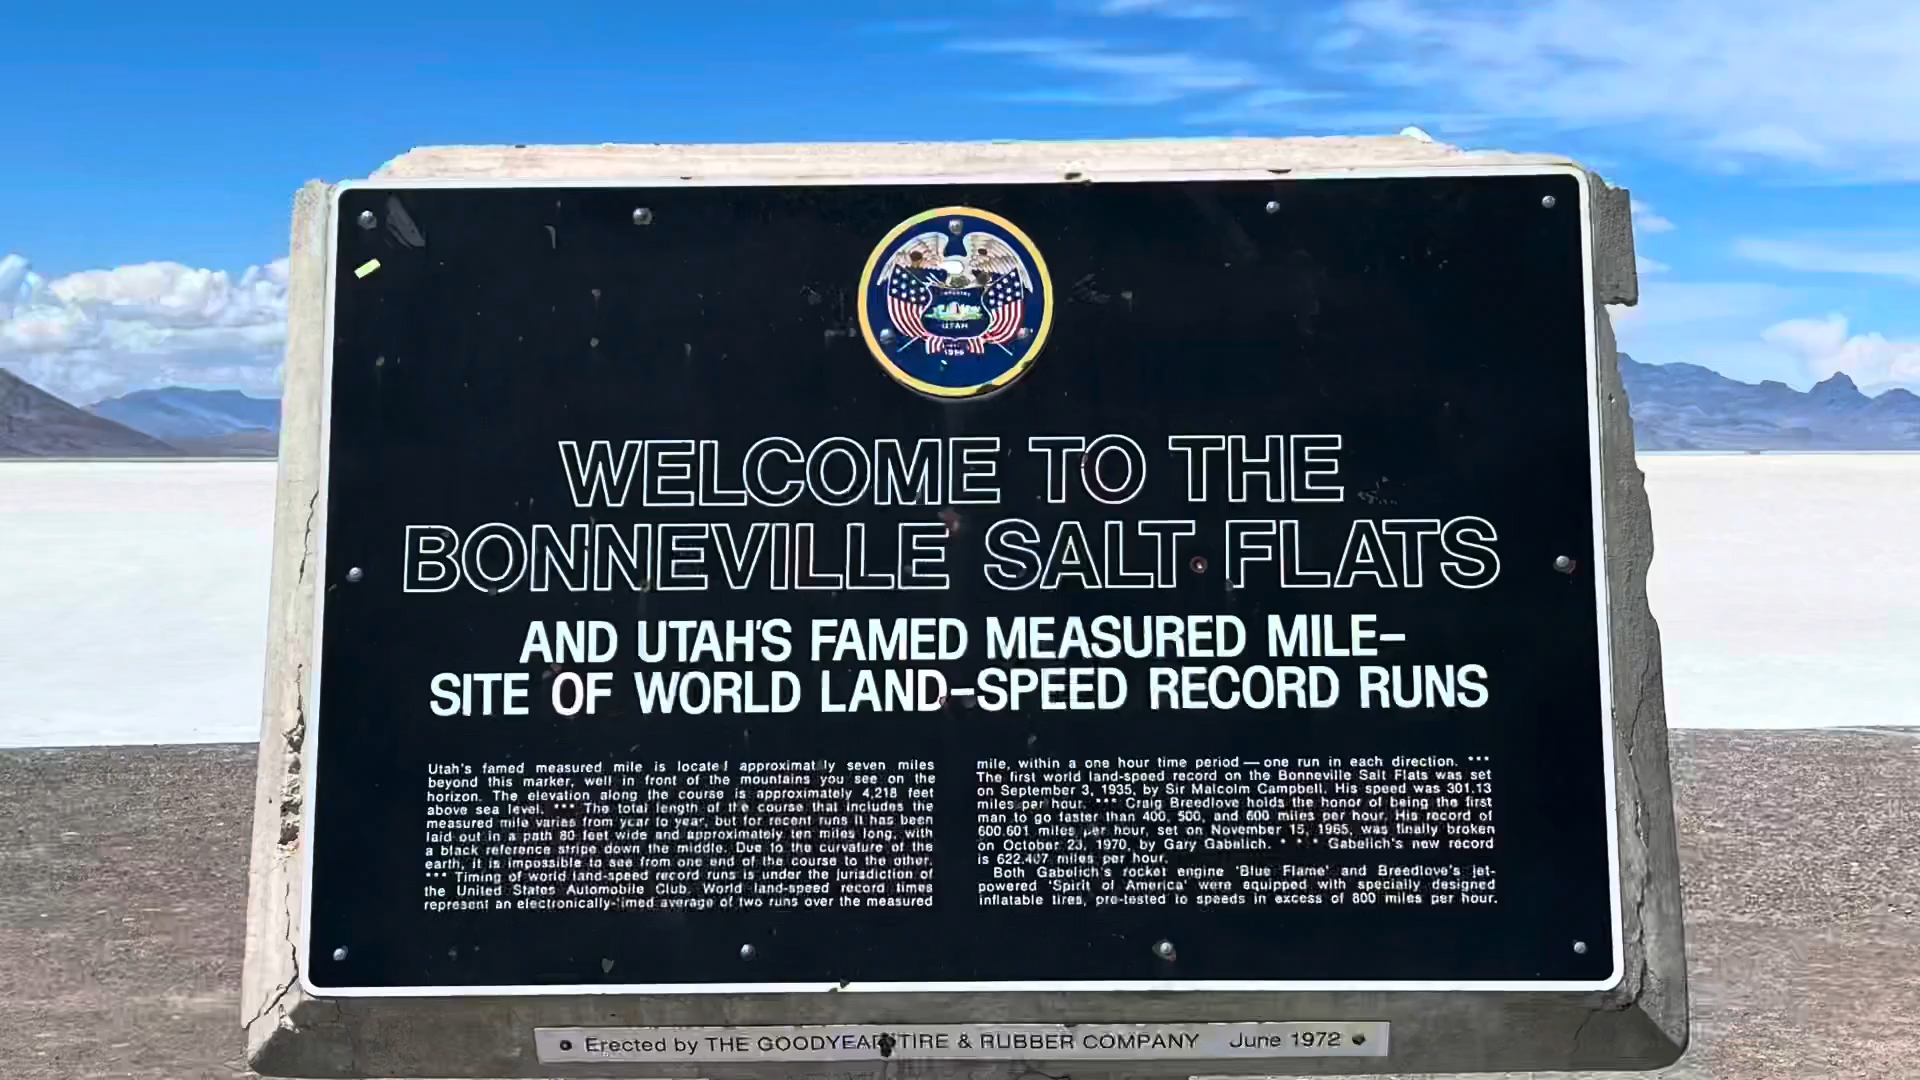 INDUSTRY
UTAH
1896
WELCOME TO THE
BONNEVILLE SALT FLATS
AND UTAH'S FAMED MEASURED MILE–
SITE OF WORLD LAND-SPEED RECORD RUNS
Utah's famed measured mile is located approximately seven miles
beyond this marker, well in front of the mountains you see on the
horizon. The elevation along the course is approximately 4,218 feet
above sea level. *** The total length of the course that includes the
measured mile varies from year to year, but for recent runs it has been
laid out in a path 80 feet wide and approximately ten miles long, with
a black reference stripe down the middle. Due to the curvature of the
earth, it is impossible to see from one end of the course to the other.
*** Timing of world land-speed record runs is under the jurisdiction of
the United States Automobile Club. World land-speed record times
represent an electronically-timed average of two runs over the measured
mile, within a one hour time period — one run in each direction. ***
The first world land-speed record on the Bonneville Salt Flats was set
on September 3, 1935, by Sir Malcolm Campbell. His speed was 301.13
miles per hour. *** Craig Breedlove holds the honor of being the first
man to go faster than 400, 500, and 600 miles per hour. His record of
600.601 miles per hour, set on November 15, 1965, was finally broken
on October 23, 1970, by Gary Gabelich. * * * Gabelich's new record
is 622.407 miles per hour.
Both Gabelich's rocket engine 'Blue Flame' and Breedlove's jet-
powered 'Spirit of America' were equipped with specially designed
inflatable tires, pre-tested to speeds in excess of 800 miles per hour.
Erected by THE GOODYEAR TIRE & RUBBER COMPANY June 1972